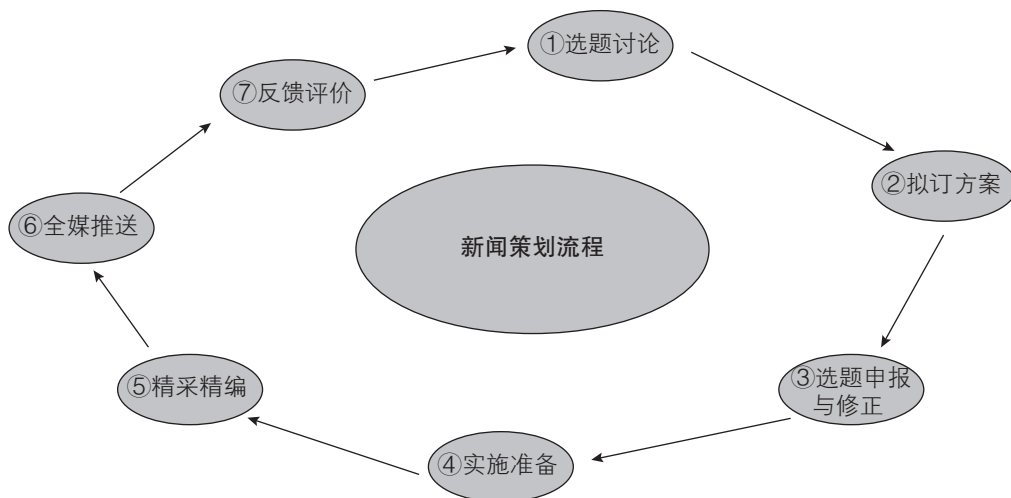 ①选题讨论
②拟订方案
③选题申报
与修正
④实施准备
⑤精采精编
⑥全媒推送
⑦反馈评价
新闻策划流程